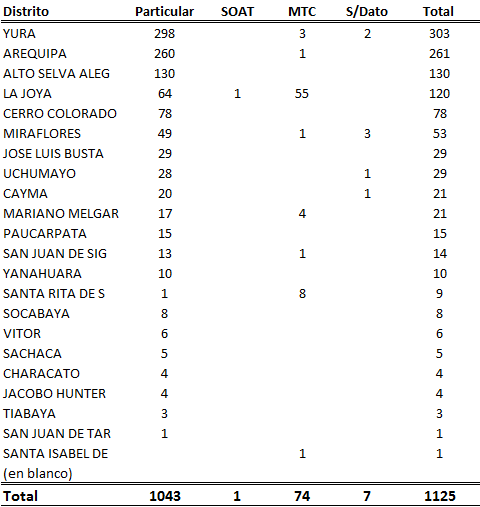 Distrito Particular SOAT MTC S/Dato Total
YURA 298 3 2 303
AREQUIPA 260 1 261
ALTO SELVA ALEG 130 130
LA JOYA 64 1 55 120
CERRO COLORADO 78 78
MIRAFLORES 49 1 3 53
JOSE LUIS BUSTA 29 29
UCHUMAYO 28 1 29
CAYMA 20 1 21
MARIANO MELGAR 17 4 21
PAUCARPATA 15 15
SAN JUAN DE SIG 13 1 14
YANAHUARA 10 10
SANTA RITA DE S 1 8 9
SOCABAYA 8 8
VITOR 6 6
SACHACA 5 5
CHARACATO 4 4
JACOBO HUNTER 4 4
TIABAYA 3 3
SAN JUAN DE TAR 1 1
SANTA ISABEL DE 1 1
(en blanco)
Total 1043 1 74 7 1125